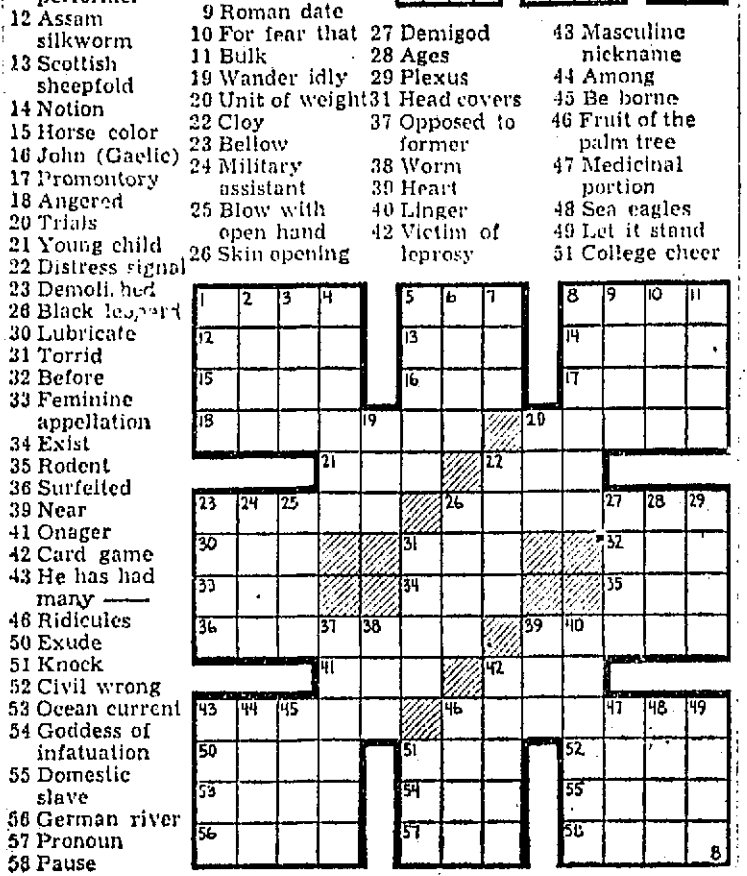 performer
12 Assam
silkworm
13 Scottish
sheepfold
14 Notion
15 Horse color
16 John (Gaelic)
17 Promontory
18 Angered
20 Trials
21 Young child
22 Distress signal
23 Demolished
26 Black leopard
30 Lubricate
31 Torrid
32 Before
33 Feminine
appellation
34 Exist
35 Rodent
36 Surfeited
39 Near
41 Onager
42 Card game
43 He has had
many ——
46 Ridicules
50 Exude
51 Knock
52 Civil wrong
53 Ocean current
54 Goddess of
infatuation
55 Domestic
slave
56 German river
57 Pronoun
58 Pause
9 Roman date
10 For fear that
11 Bulk
19 Wander idly
20 Unit of weight
22 Cloy
23 Bellow
24 Military
assistant
25 Blow with
open hand
26 Skin opening
27 Demigod
28 Ages
29 Plexus
31 Head covers
37 Opposed to
former
38 Worm
39 Heart
40 Linger
42 Victim of
leprosy
43 Masculine
nickname
44 Among
45 Be borne
46 Fruit of the
palm tree
47 Medicinal
portion
48 Sea eagles
49 Let it stand
51 College cheer
1 2 3 4 5 6 7 8 9 10 11
12 13 14
15 16 17
18 19 20
21 22
23 24 25 26 27 28 29
30 31 32
33 34 35
36 37 38 39 40
41 42
43 44 45 46 47 48 49
50 51 52
53 54 55
56 57 58
8